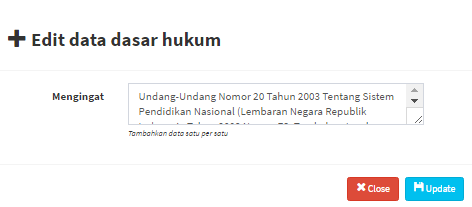 Edit data dasar hukum
Mengingat
Undang-Undang Nomor 20 Tahun 2003 Tentang Sistem
Pendidikan Nasional (Lembaran Negara Republik
Tambahkan data satu per satu
Close
Update